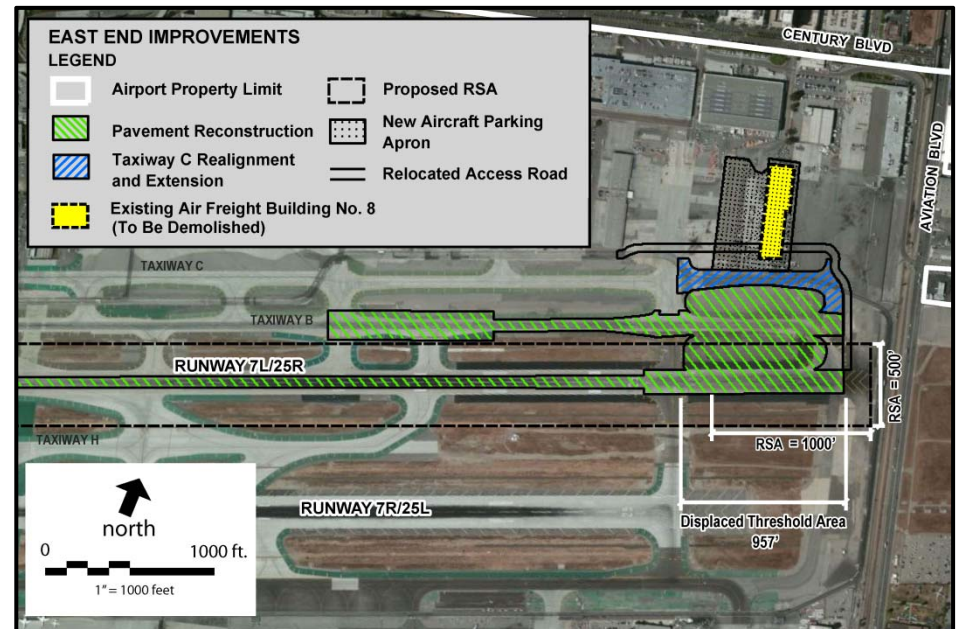 EAST END IMPROVEMENTS
LEGEND
Airport Property Limit
Pavement Reconstruction
Taxiway C Realignment
and Extension
Existing Air Freight Building No. 8
(To Be Demolished)
Proposed RSA
New Aircraft Parking
Apron
Relocated Access Road
CENTURY BLVD
AVIATION BLVD
TAXIWAY C
TAXIWAY B
RUNWAY 7L/25R
RSA = 500'
TAXIWAY H
RSA = 1000'
RUNWAY 7R/25L
Displaced Threshold Area
957'
north
0 1000 ft.
1" = 1000 feet